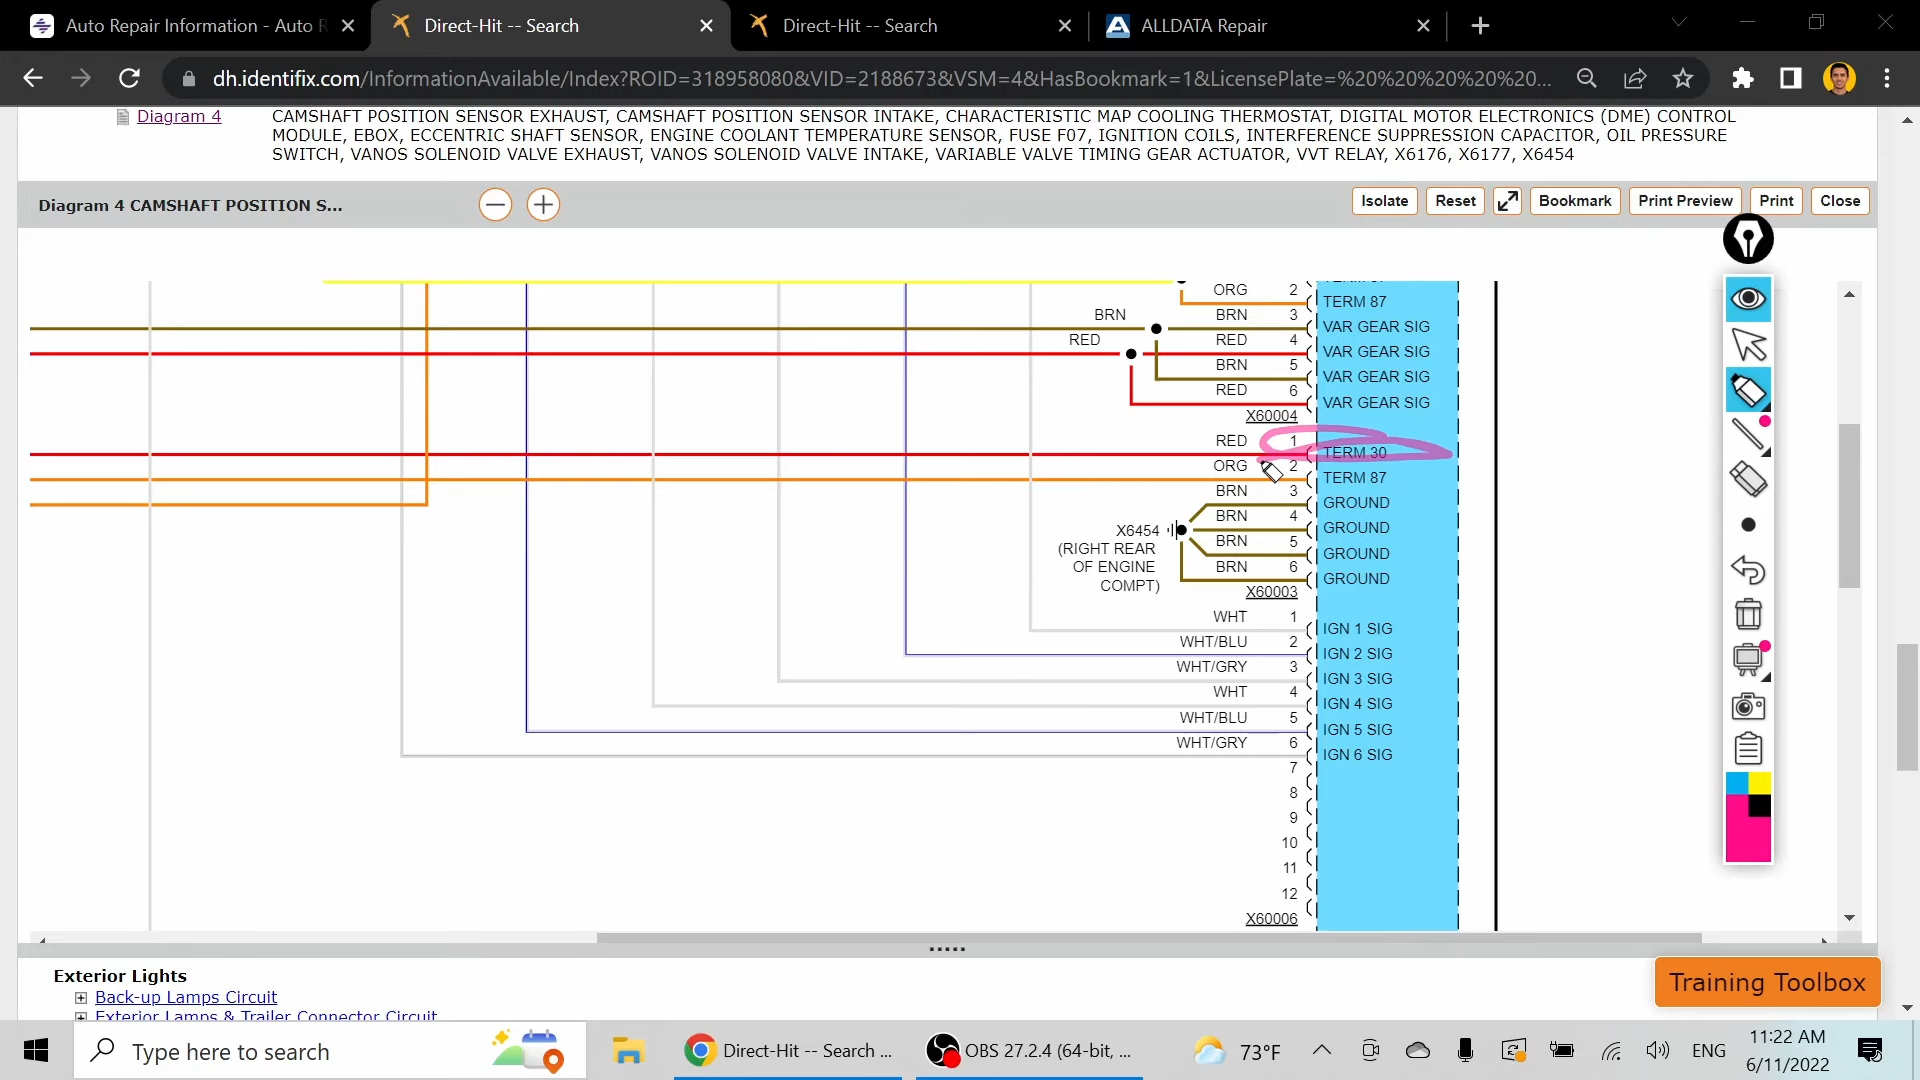 Auto Repair Information - Auto R
Direct-Hit -- Search
Direct-Hit -- Search
ALLDATA Repair
dh.identifix.com/InformationAvailable/Index?ROID=318958080&VID=2188673&VSM=4&HasBookmark=1&LicensePlate=%20%20%20%20%20...
Diagram 4
CAMSHAFT POSITION SENSOR EXHAUST, CAMSHAFT POSITION SENSOR INTAKE, CHARACTERISTIC MAP COOLING THERMOSTAT, DIGITAL MOTOR ELECTRONICS (DME) CONTROL
MODULE, EBOX, ECCENTRIC SHAFT SENSOR, ENGINE COOLANT TEMPERATURE SENSOR, FUSE F07, IGNITION COILS, INTERFERENCE SUPPRESSION CAPACITOR, OIL PRESSURE
SWITCH, VANOS SOLENOID VALVE EXHAUST, VANOS SOLENOID VALVE INTAKE, VARIABLE VALVE TIMING GEAR ACTUATOR, VVT RELAY, X6176, X6177, X6454
Diagram 4 CAMSHAFT POSITION S...
Isolate
Reset
Bookmark
Print Preview
Print
Close
ORG 2 TERM 87
BRN BRN 3 VAR GEAR SIG
RED RED 4 VAR GEAR SIG
BRN 5 VAR GEAR SIG
RED 6 VAR GEAR SIG
X60004
RED 1 TERM 30
ORG 2 TERM 87
BRN 3 GROUND
BRN 4 GROUND
BRN 5 GROUND
BRN 6 GROUND
X6454
(RIGHT REAR
OF ENGINE
COMPT)
X60003
WHT 1 IGN 1 SIG
WHT/BLU 2 IGN 2 SIG
WHT/GRY 3 IGN 3 SIG
WHT 4 IGN 4 SIG
WHT/BLU 5 IGN 5 SIG
WHT/GRY 6 IGN 6 SIG
7
8
9
10
11
12
X60006
Exterior Lights
Back-up Lamps Circuit
Exterior Lamps & Trailer Connector Circuit
Training Toolbox
Type here to search
Direct-Hit -- Search ...
OBS 27.2.4 (64-bit, ...
73°F
ENG
11:22 AM
6/11/2022